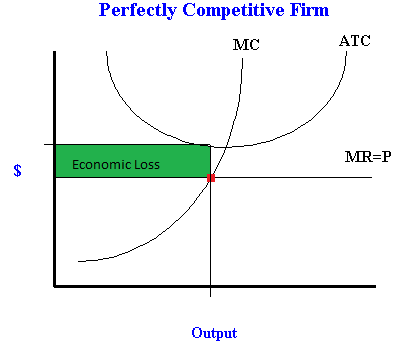 Perfectly Competitive Firm
MC
ATC
Economic Loss
MR=P
$
Output